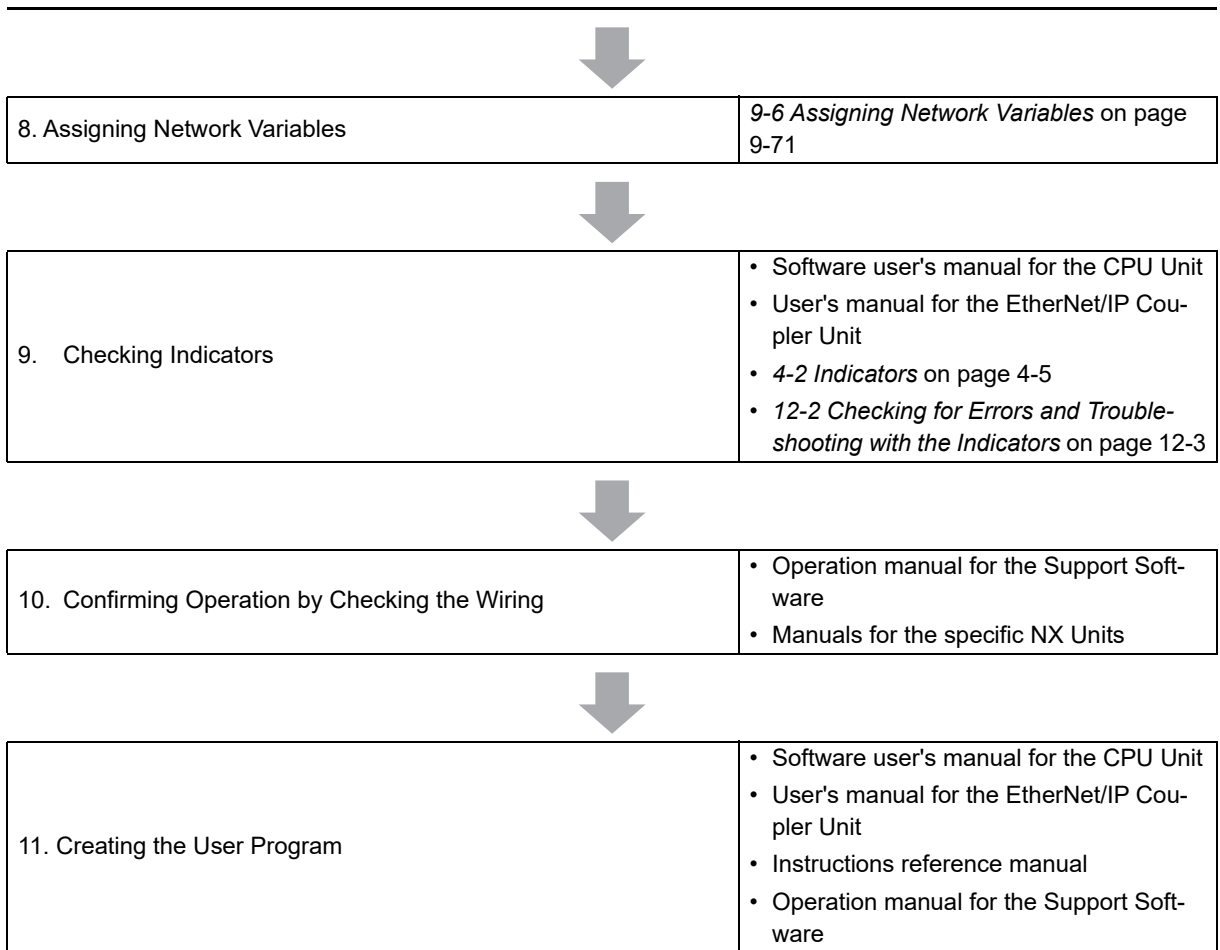 8. Assigning Network Variables
9-6 Assigning Network Variables on page
9-71
9. Checking Indicators
• Software user's manual for the CPU Unit
• User's manual for the EtherNet/IP Cou-
pler Unit
• 4-2 Indicators on page 4-5
• 12-2 Checking for Errors and Trouble-
shooting with the Indicators on page 12-3
10. Confirming Operation by Checking the Wiring
• Operation manual for the Support Soft-
ware
• Manuals for the specific NX Units
11. Creating the User Program
• Software user's manual for the CPU Unit
• User's manual for the EtherNet/IP Cou-
pler Unit
• Instructions reference manual
• Operation manual for the Support Soft-
ware